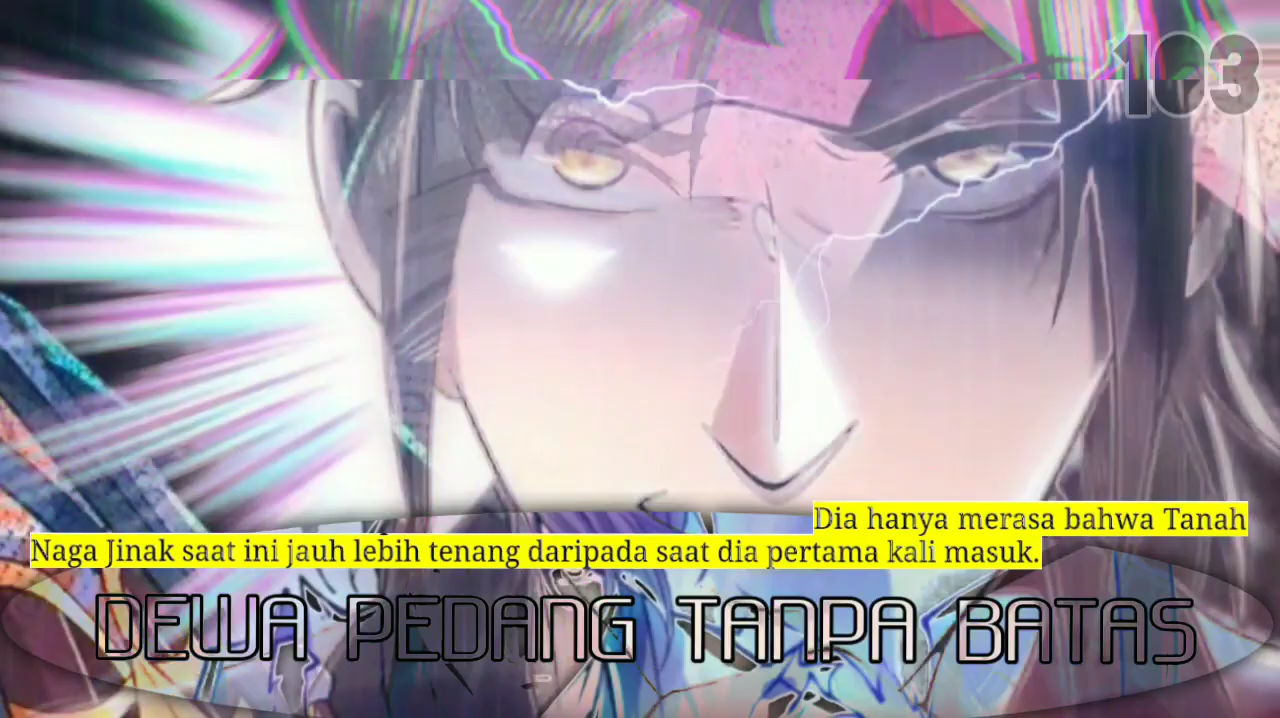 103
Dia hanya merasa bahwa Tanah
Naga Jinak saat ini jauh lebih tenang daripada saat dia pertama kali masuk.
DEWA PEDANG TANPA BATAS